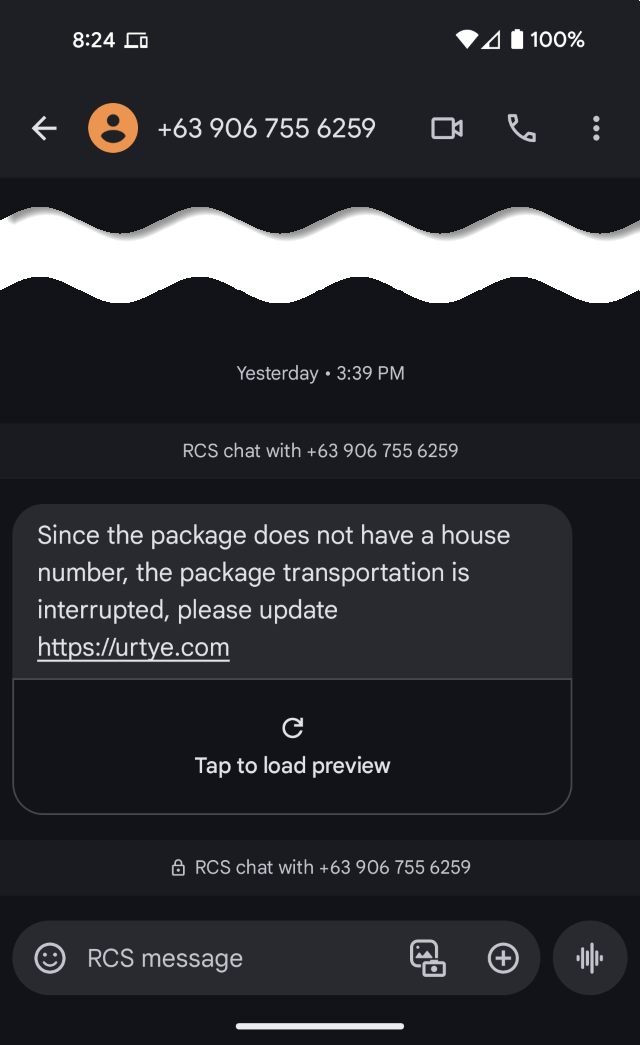 8:24 100%
+63 906 755 6259
Yesterday • 3:39 PM
RCS chat with +63 906 755 6259
Since the package does not have a house
number, the package transportation is
interrupted, please update
https://urtye.com
Tap to load preview
RCS chat with +63 906 755 6259
RCS message